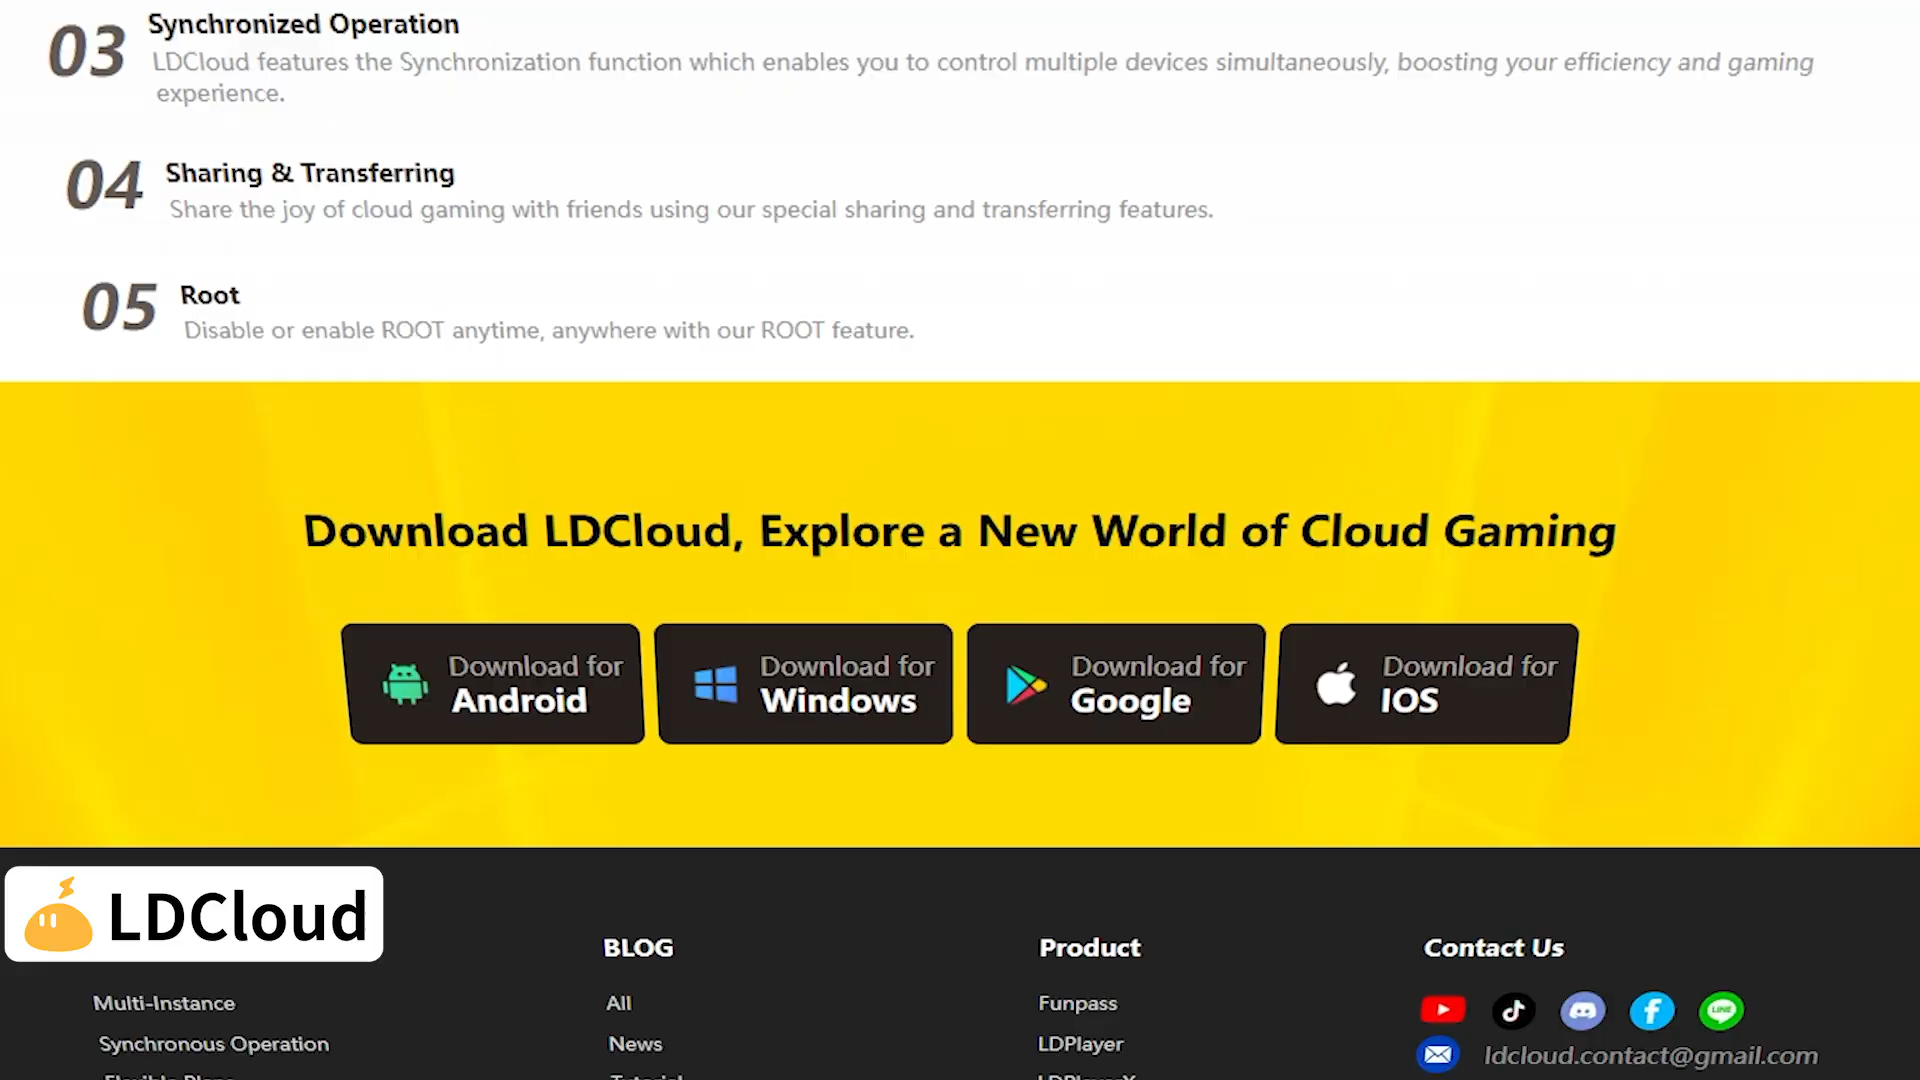 03
Synchronized Operation
LDCloud features the Synchronization function which enables you to control multiple devices simultaneously, boosting your efficiency and gaming
experience.
04
Sharing & Transferring
Share the joy of cloud gaming with friends using our special sharing and transferring features.
05
Root
Disable or enable ROOT anytime, anywhere with our ROOT feature.
Download LDCloud, Explore a New World of Cloud Gaming
Download for
Android
Download for
Windows
Download for
Google
Download for
IOS
LDCloud
Multi-Instance
Synchronous Operation
BLOG
All
News
Tutorial
Product
Funpass
LDPlayer
Contact Us
LINE
ldcloud.contact@gmail.com